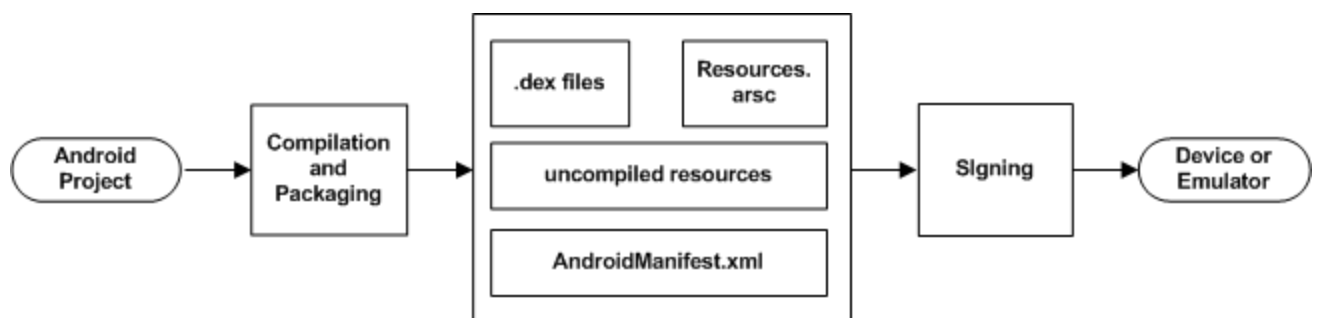 Android
Project
Compilation
and
Packaging
.dex files
Resources.
arsc
uncompiled resources
AndroidManifest.xml
SIgning
Device or
Emulator